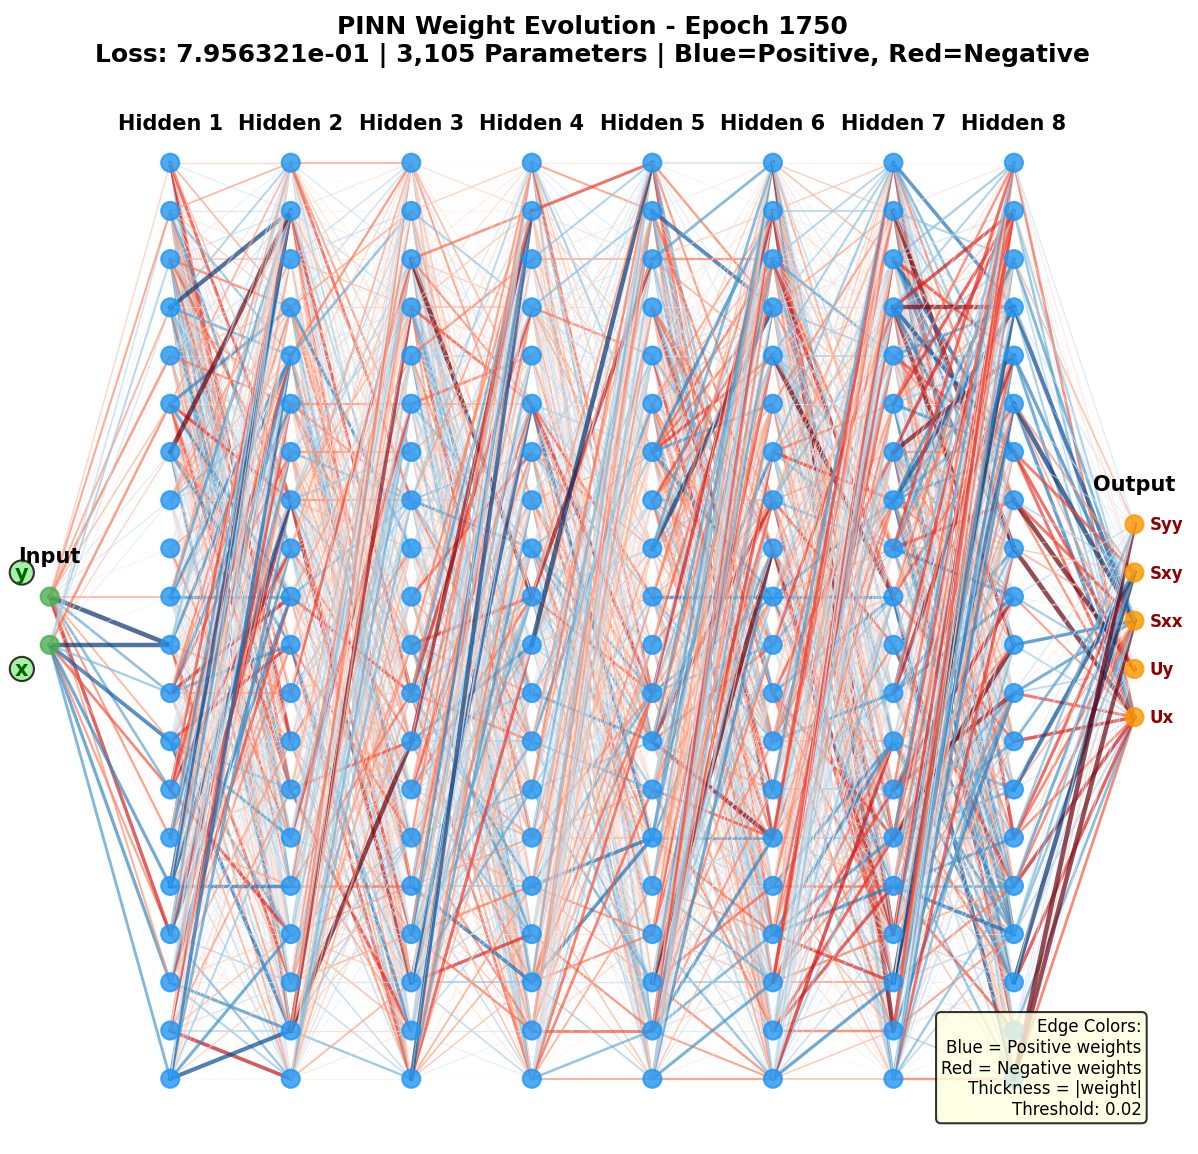 PINN Weight Evolution - Epoch 1750
Loss: 7.956321e-01 | 3,105 Parameters | Blue=Positive, Red=Negative
Hidden 1 Hidden 2 Hidden 3 Hidden 4 Hidden 5 Hidden 6 Hidden 7 Hidden 8
Output
Syy
Input
y
Sxy
Sxx
x
Uy
Ux
Edge Colors:
Blue = Positive weights
Red = Negative weights
Thickness = |weight|
Threshold: 0.02